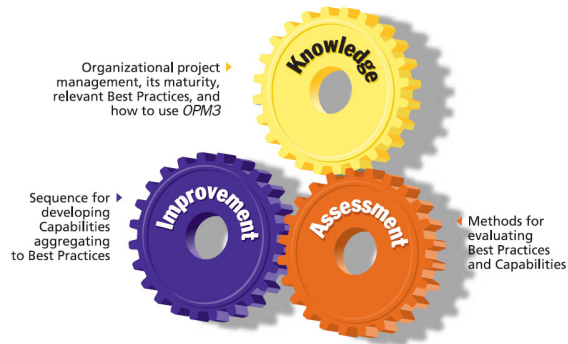 Knowledge
Organizational project
management, its maturity,
relevant Best Practices, and
how to use OPM3
Improvement
Sequence for
developing
Capabilities
aggregating
to Best Practices
Assessment
Methods for
evaluating
Best Practices
and Capabilities